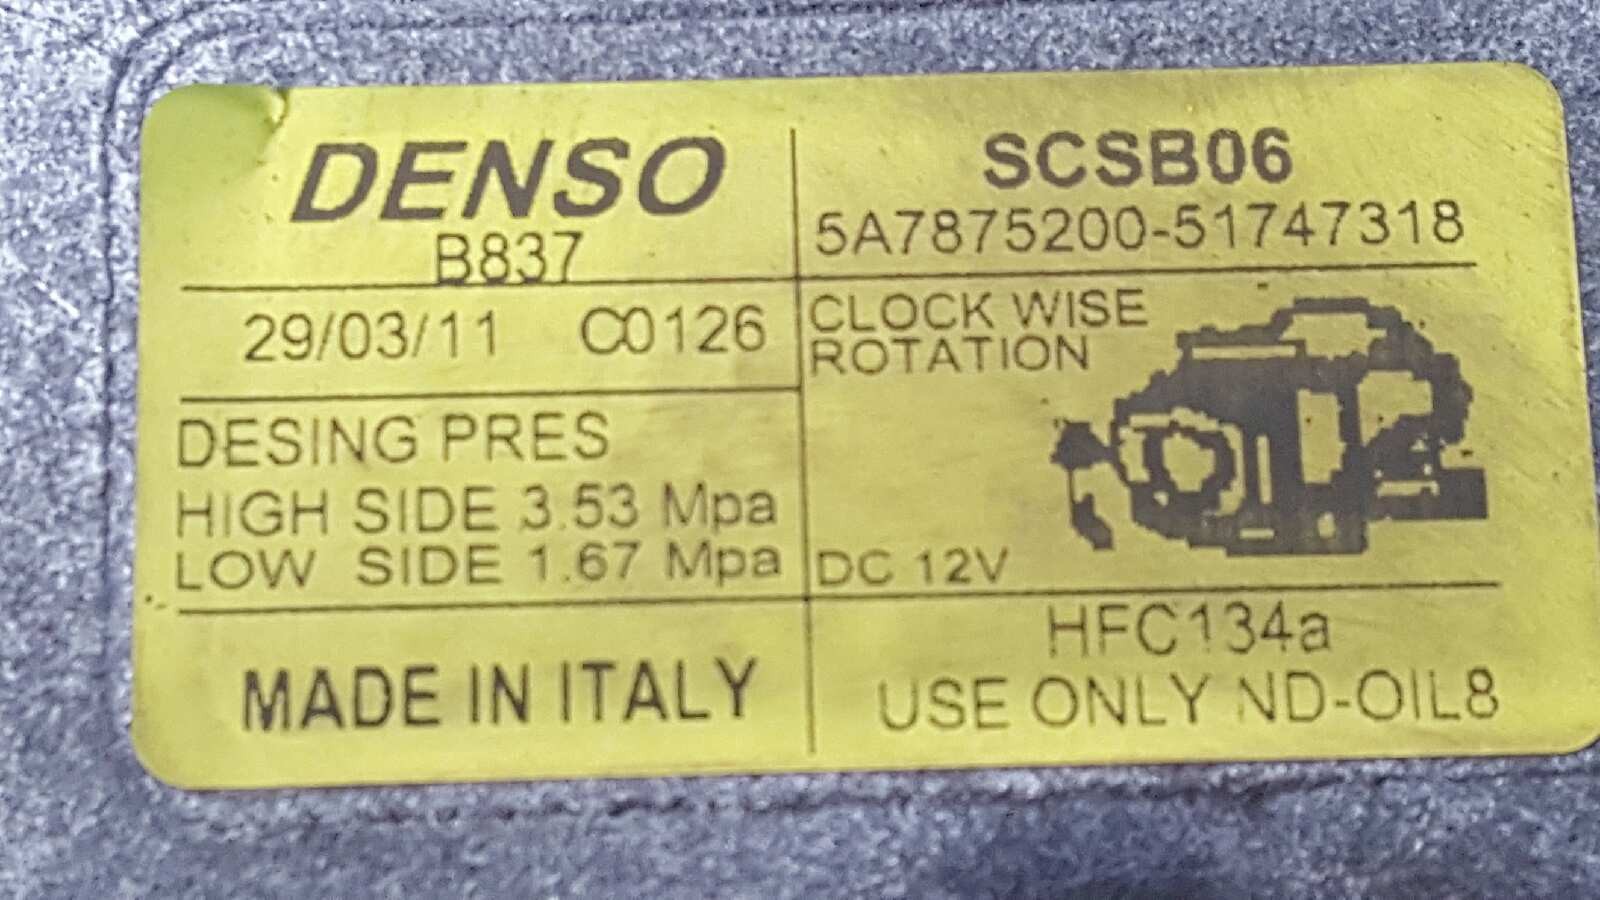 DENSO
B837
29/03/11 C0126
DESING PRES
HIGH SIDE 3.53 Mpa
LOW SIDE 1.67 Mpa
MADE IN ITALY
SCSB06
5A7875200-51747318
CLOCK WISE
ROTATION
DC 12V
HFC134a
USE ONLY ND-OIL8